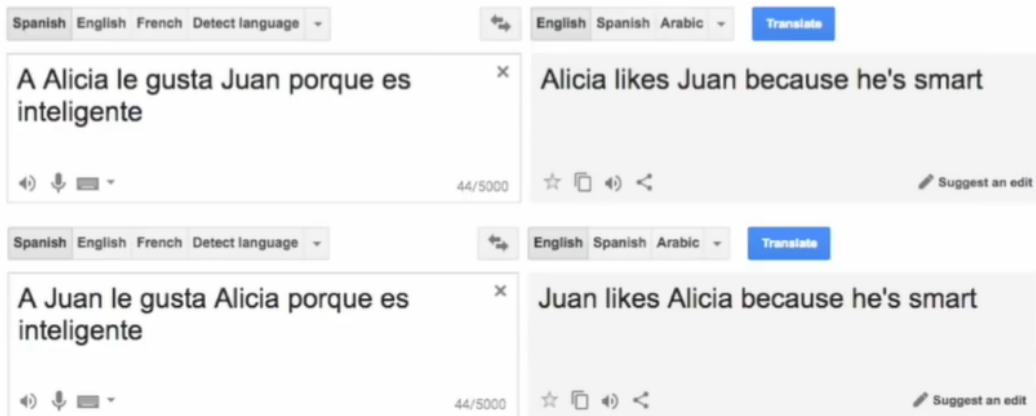 Spanish English French Detect language
English Spanish Arabic Translate
A Alicia le gusta Juan porque es
inteligente
44/5000
Alicia likes Juan because he's smart
Suggest an edit
Spanish English French Detect language
English Spanish Arabic Translate
A Juan le gusta Alicia porque es
inteligente
44/5000
Juan likes Alicia because he's smart
Suggest an edit